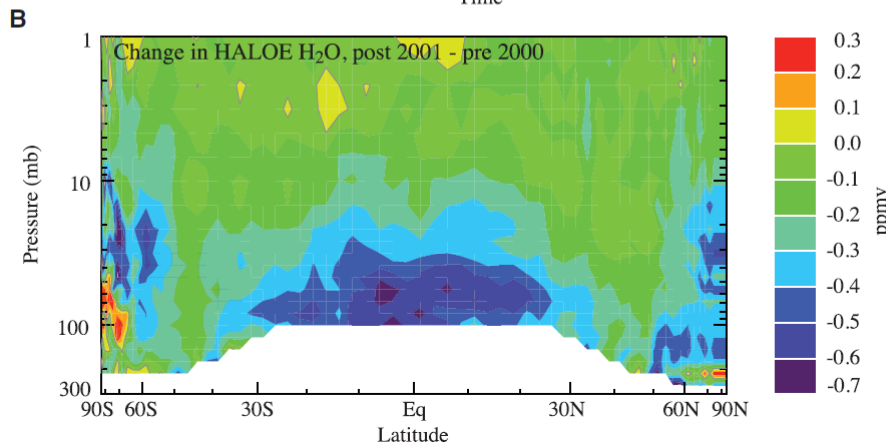 Time
B
Change in HALOE H₂O, post 2001 - pre 2000
1
10
100
300
Pressure (mb)
90S 60S 30S Eq 30N 60N 90N
Latitude
0.3
0.2
0.1
0.0
-0.1
-0.2
-0.3
-0.4
-0.5
-0.6
-0.7
ppmv